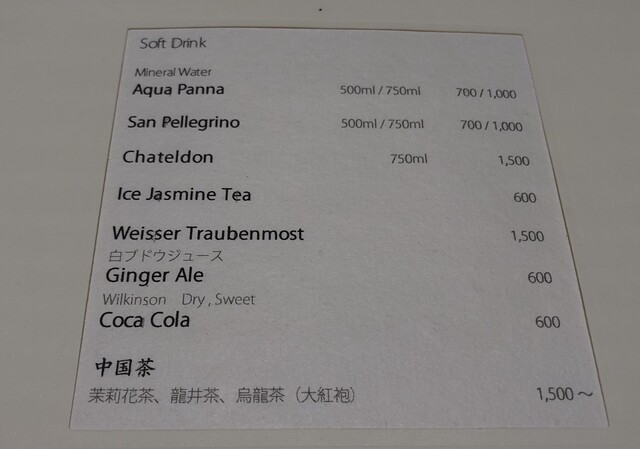 Soft Drink
Mineral Water
Aqua Panna 500ml / 750ml 700 / 1,000
San Pellegrino 500ml / 750ml 700 / 1,000
Chateldon 750ml 1,500
Ice Jasmine Tea 600
Weisser Traubenmost 1,500
白ブドウジュース
Ginger Ale 600
Wilkinson Dry , Sweet
Coca Cola 600
中国茶
茉莉花茶、龍井茶、烏龍茶（大紅袍） 1,500～